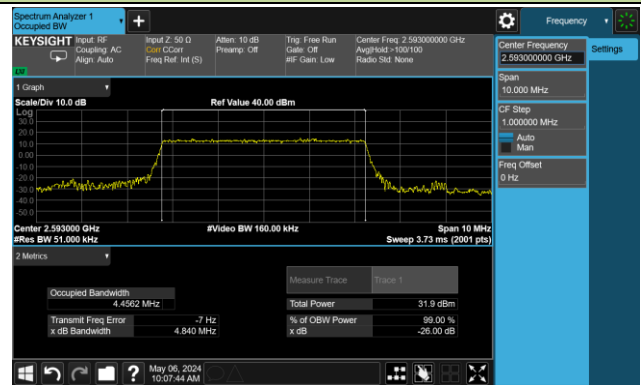 Spectrum Analyzer 1
Occupied BW
+
Frequency
KEYSIGHT
Input: RF
Coupling: AC
Align: Auto
Input Z: 50 Ω
Corr CCorr
Freq Ref: Int (S)
Atten: 10 dB
Preamp: Off
Trig: Free Run
Gate: Off
#IF Gain: Low
Center Freq: 2.593000000 GHz
Avg|Hold:>100/100
Radio Std: None
Center Frequency
2.593000000 GHz
Settings
Span
10.000 MHz
CF Step
1.000000 MHz
Auto
Man
Freq Offset
0 Hz
1 Graph
Scale/Div 10.0 dB
Ref Value 40.00 dBm
Log
30.0
20.0
10.0
0.00
-10.0
-20.0
-30.0
-40.0
-50.0
Center 2.593000 GHz
#Video BW 160.00 kHz
Span 10 MHz
#Res BW 51.000 kHz
Sweep 3.73 ms (2001 pts)
2 Metrics
Measure Trace
Trace 1
Occupied Bandwidth
4.4562 MHz
Total Power
31.9 dBm
Transmit Freq Error
-7 Hz
% of OBW Power
99.00 %
x dB Bandwidth
4.840 MHz
x dB
-26.00 dB
?
May 06, 2024
10:07:44 AM